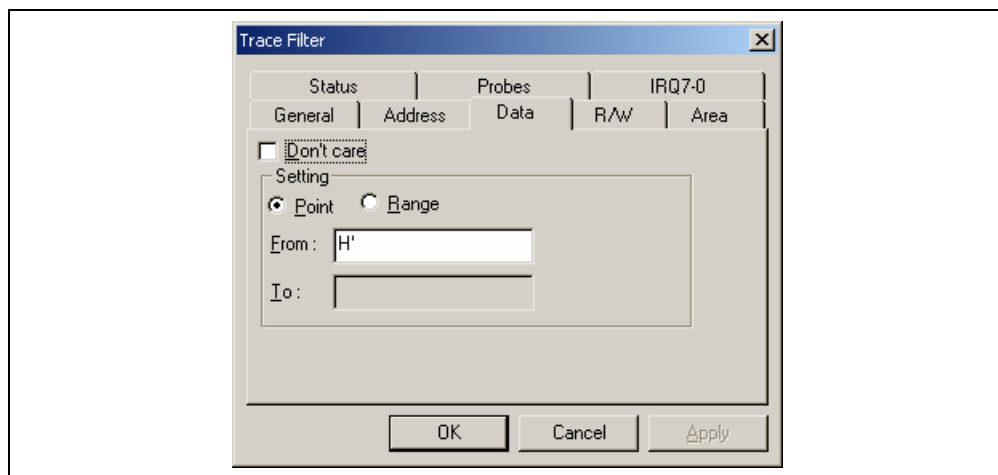 Trace Filter
Status Probes IRQ7-0
General Address Data R/W Area
Don't care
Setting
Point Range
From : H'
To :
OK Cancel Apply